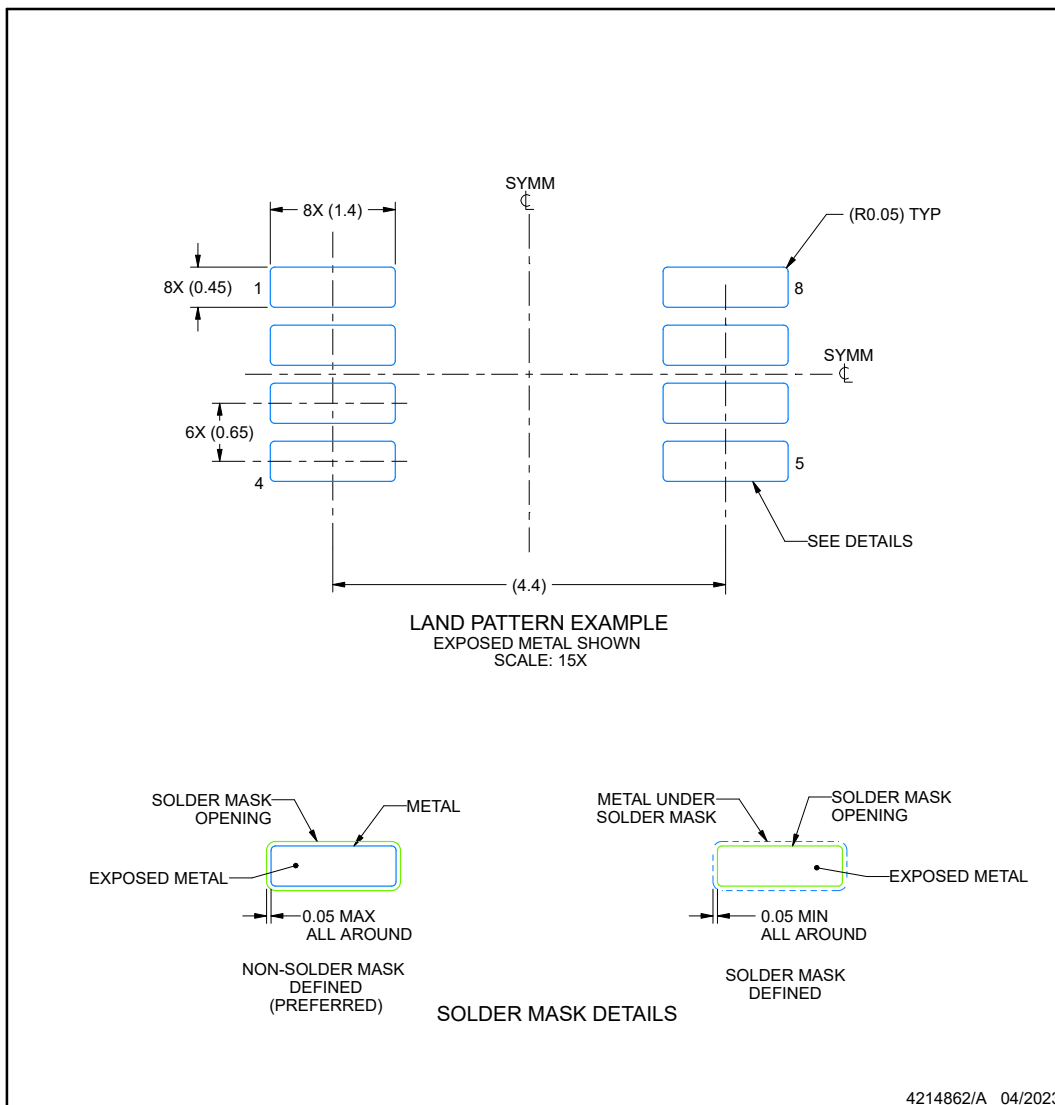 SYMM
℄
8X (1.4)
(R0.05) TYP
8X (0.45)
1
8
SYMM
℄
6X (0.65)
4
5
SEE DETAILS
(4.4)
LAND PATTERN EXAMPLE
EXPOSED METAL SHOWN
SCALE: 15X
SOLDER MASK
OPENING
METAL
EXPOSED METAL
0.05 MAX
ALL AROUND
NON-SOLDER MASK
DEFINED
(PREFERRED)
METAL UNDER
SOLDER MASK
SOLDER MASK
OPENING
EXPOSED METAL
0.05 MIN
ALL AROUND
SOLDER MASK
DEFINED
SOLDER MASK DETAILS
4214862/A 04/2023